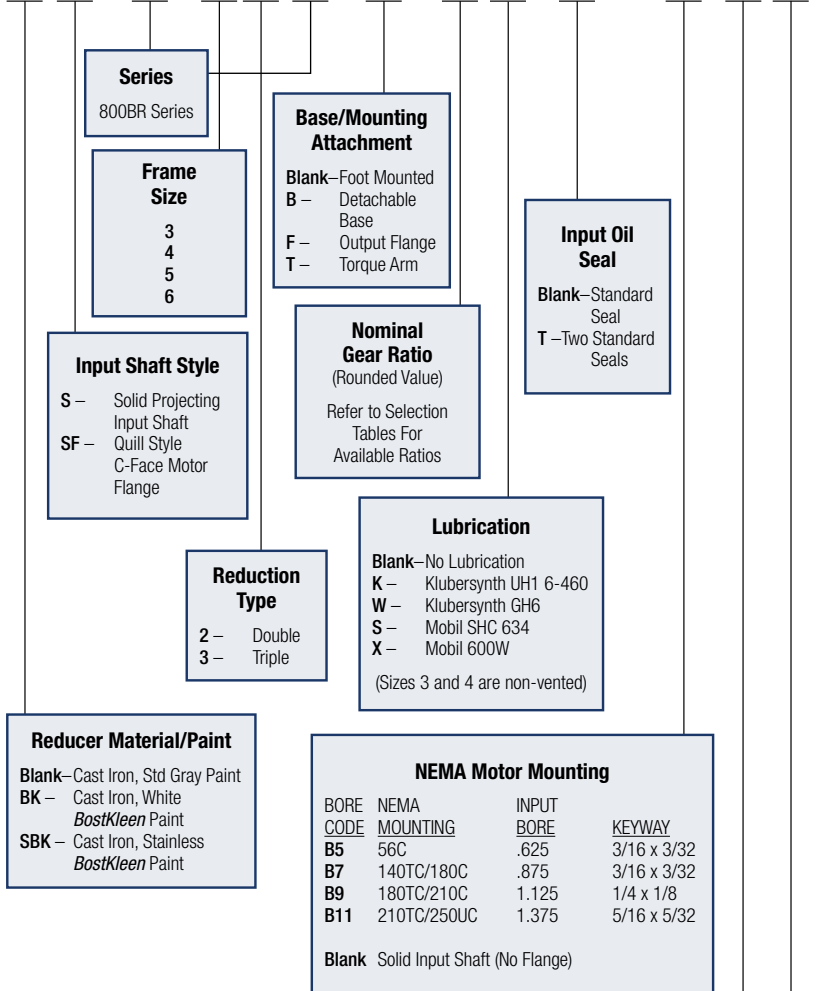 Series
800BR Series
Base/Mounting
Attachment
Blank–Foot Mounted
B – Detachable
Base
F – Output Flange
T – Torque Arm
Frame
Size
3
4
5
6
Input Oil
Seal
Blank–Standard
Seal
T –Two Standard
Seals
Nominal
Gear Ratio
(Rounded Value)
Refer to Selection
Tables For
Available Ratios
Input Shaft Style
S – Solid Projecting
Input Shaft
SF – Quill Style
C-Face Motor
Flange
Lubrication
Blank–No Lubrication
K – Klubersynth UH1 6-460
W – Klubersynth GH6
S – Mobil SHC 634
X – Mobil 600W
(Sizes 3 and 4 are non-vented)
Reduction
Type
2 – Double
3 – Triple
Reducer Material/Paint
Blank–Cast Iron, Std Gray Paint
BK – Cast Iron, White
BostKleen Paint
SBK – Cast Iron, Stainless
BostKleen Paint
NEMA Motor Mounting
BORE NEMA INPUT
CODE MOUNTING BORE KEYWAY
B5 56C .625 3/16 x 3/32
B7 140TC/180C .875 3/16 x 3/32
B9 180TC/210C 1.125 1/4 x 1/8
B11 210TC/250UC 1.375 5/16 x 5/32
Blank Solid Input Shaft (No Flange)